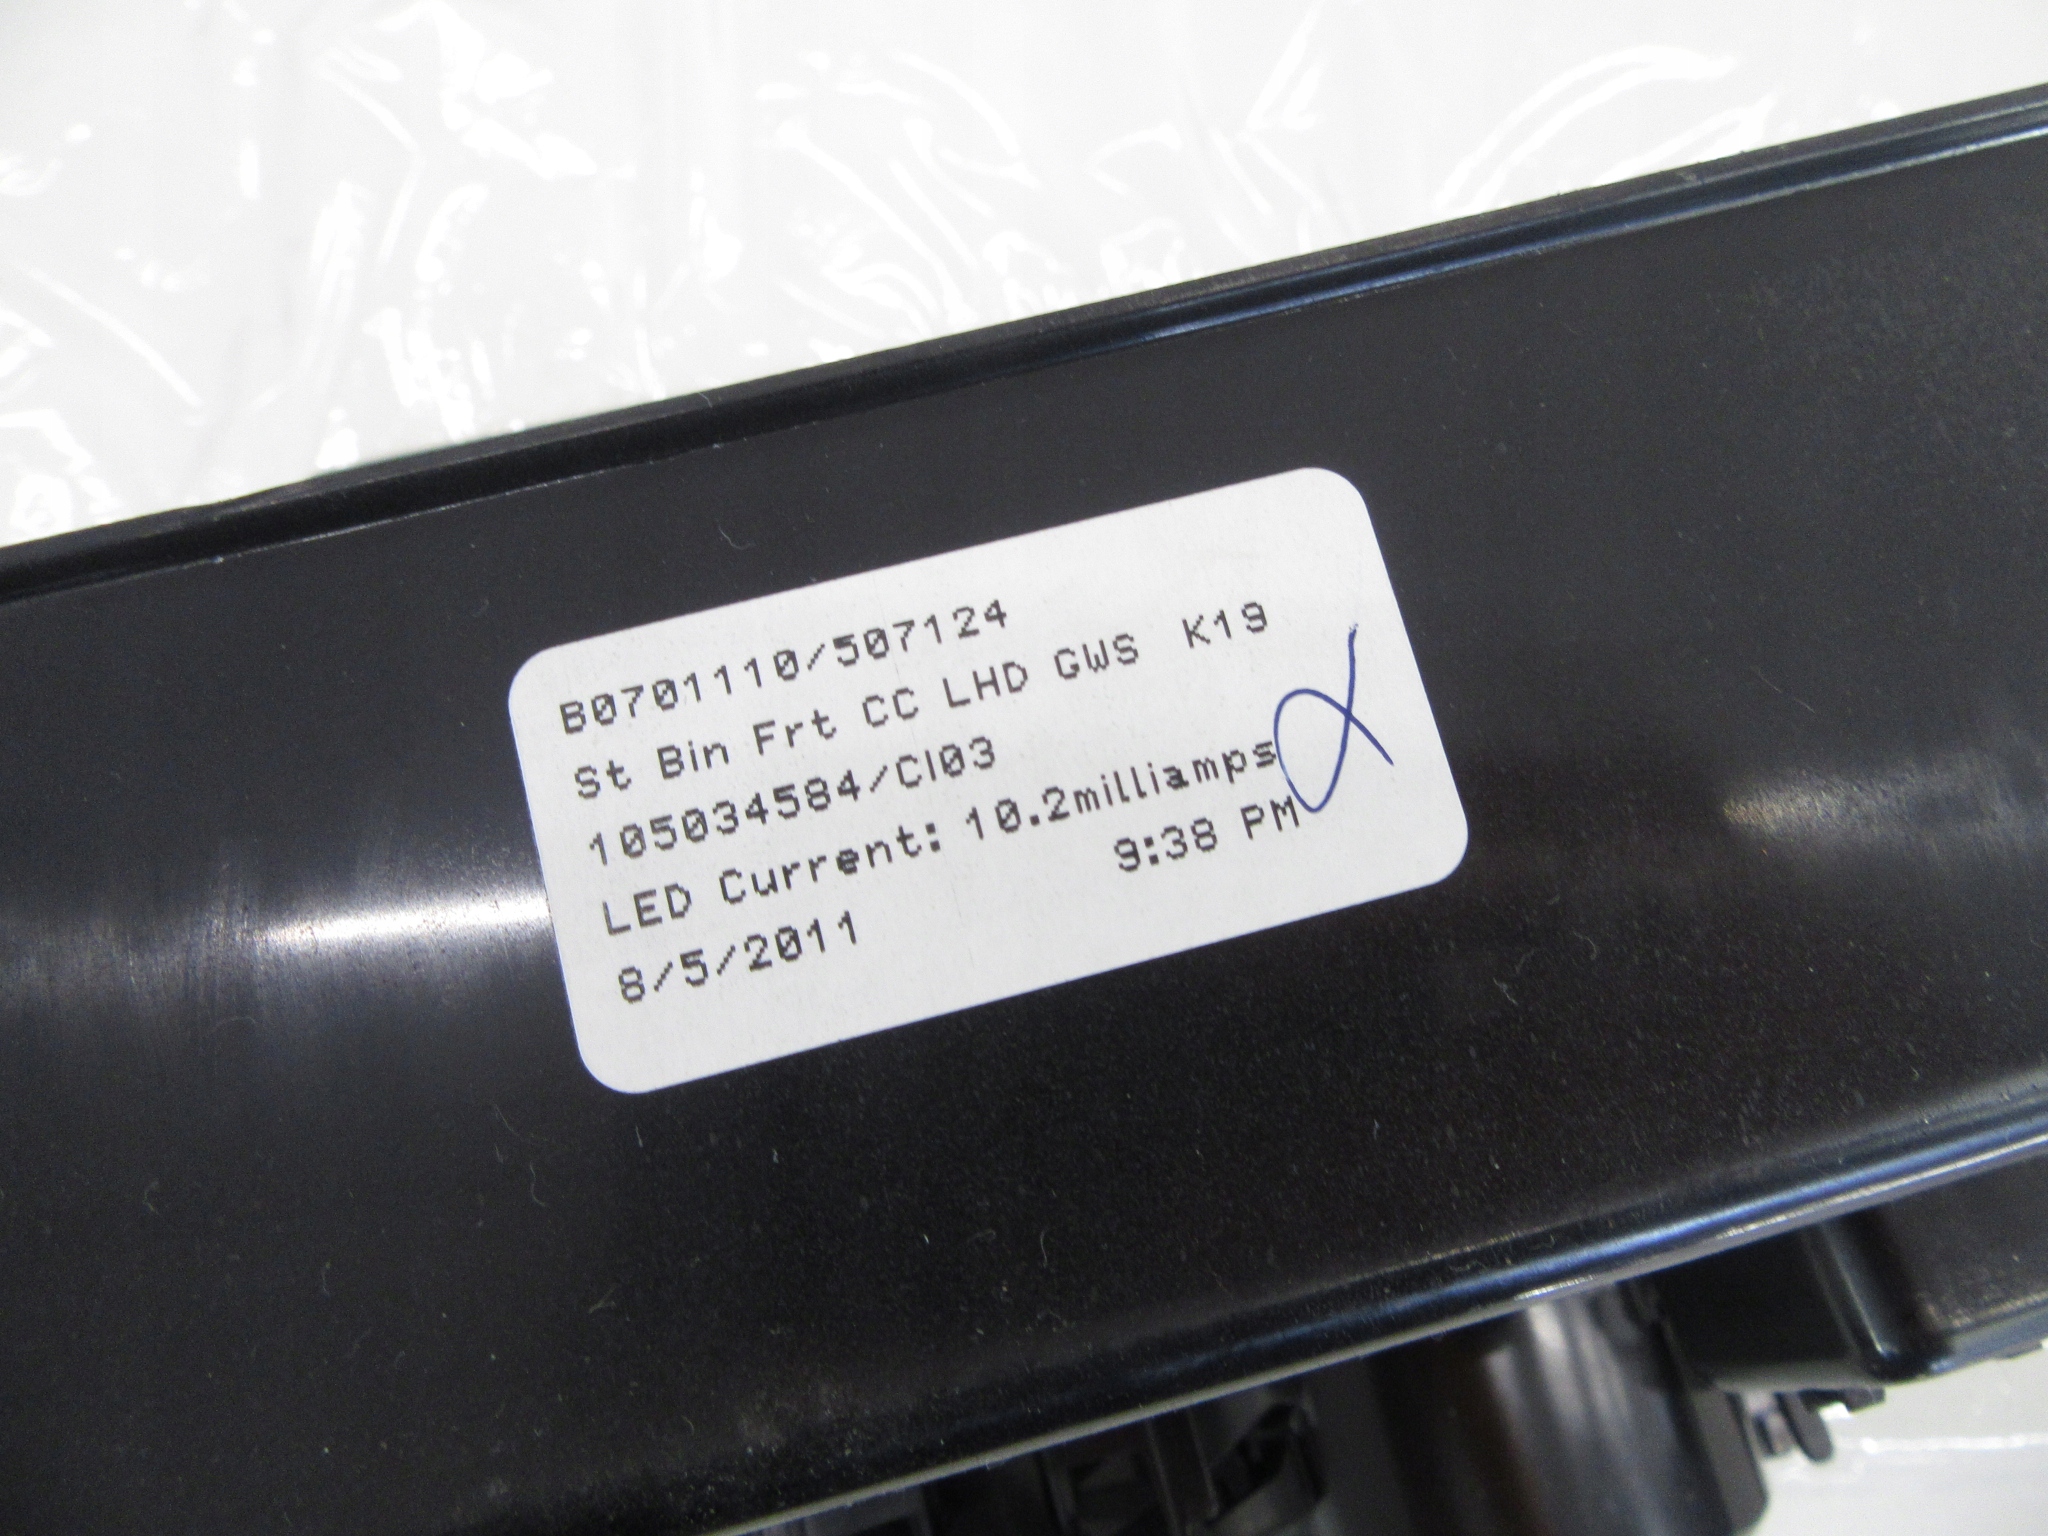 B0701110/507124
St Bin Frt CC LHD GWS K19
105034584/CI03
LED Current: 10.2milliamps
8/5/2011 9:38 PM